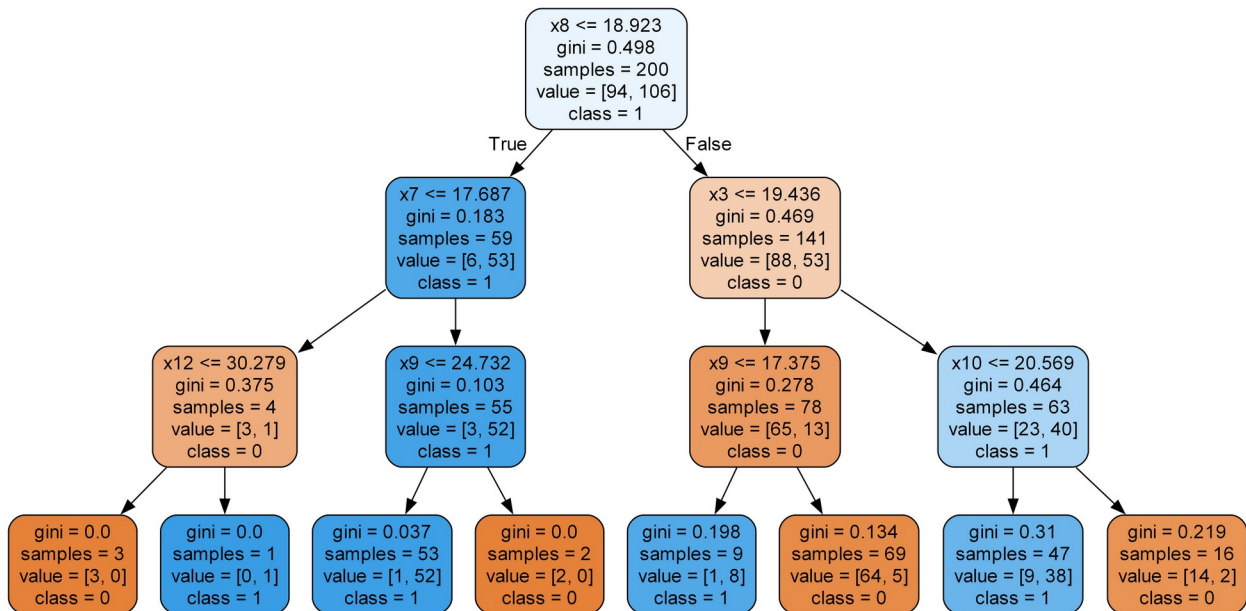 x8 <= 18.923
gini = 0.498
samples = 200
value = [94, 106]
class = 1
True
False
x7 <= 17.687
gini = 0.183
samples = 59
value = [6, 53]
class = 1
x3 <= 19.436
gini = 0.469
samples = 141
value = [88, 53]
class = 0
x12 <= 30.279
gini = 0.375
samples = 4
value = [3, 1]
class = 0
x9 <= 24.732
gini = 0.103
samples = 55
value = [3, 52]
class = 1
x9 <= 17.375
gini = 0.278
samples = 78
value = [65, 13]
class = 0
x10 <= 20.569
gini = 0.464
samples = 63
value = [23, 40]
class = 1
gini = 0.0
samples = 3
value = [3, 0]
class = 0
gini = 0.0
samples = 1
value = [0, 1]
class = 1
gini = 0.037
samples = 53
value = [1, 52]
class = 1
gini = 0.0
samples = 2
value = [2, 0]
class = 0
gini = 0.198
samples = 9
value = [1, 8]
class = 1
gini = 0.134
samples = 69
value = [64, 5]
class = 0
gini = 0.31
samples = 47
value = [9, 38]
class = 1
gini = 0.219
samples = 16
value = [14, 2]
class = 0